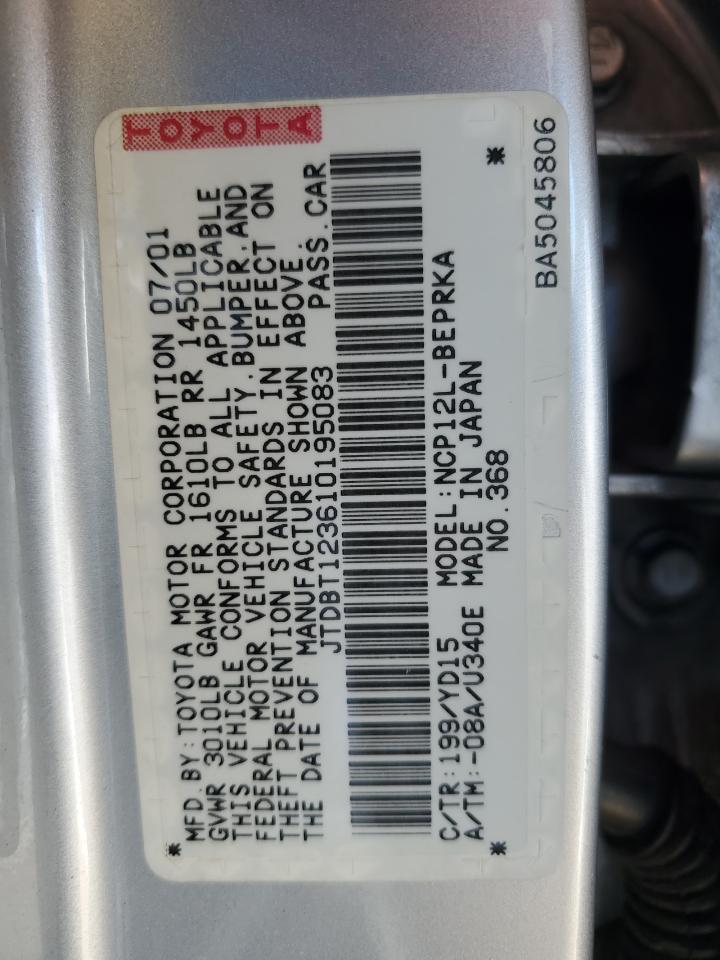 TOYOTA
*MFD.BY:TOYOTA MOTOR CORPORATION 07/01
GVWR 3010LB GAWR FR 1610LB RR 1450LB
THIS VEHICLE CONFORMS TO ALL APPLICABLE
FEDERAL MOTOR VEHICLE SAFETY.BUMPER.AND
THEFT PREVENTION STANDARDS IN EFFECT ON
THE DATE OF MANUFACTURE SHOWN ABOVE.
JTDBT123610195083 PASS.CAR
C/TR:199/YD15 MODEL:NCP12L-BEPRKA
A/TM:-08A/U340E MADE IN JAPAN
* NO.368 *
BA5045806